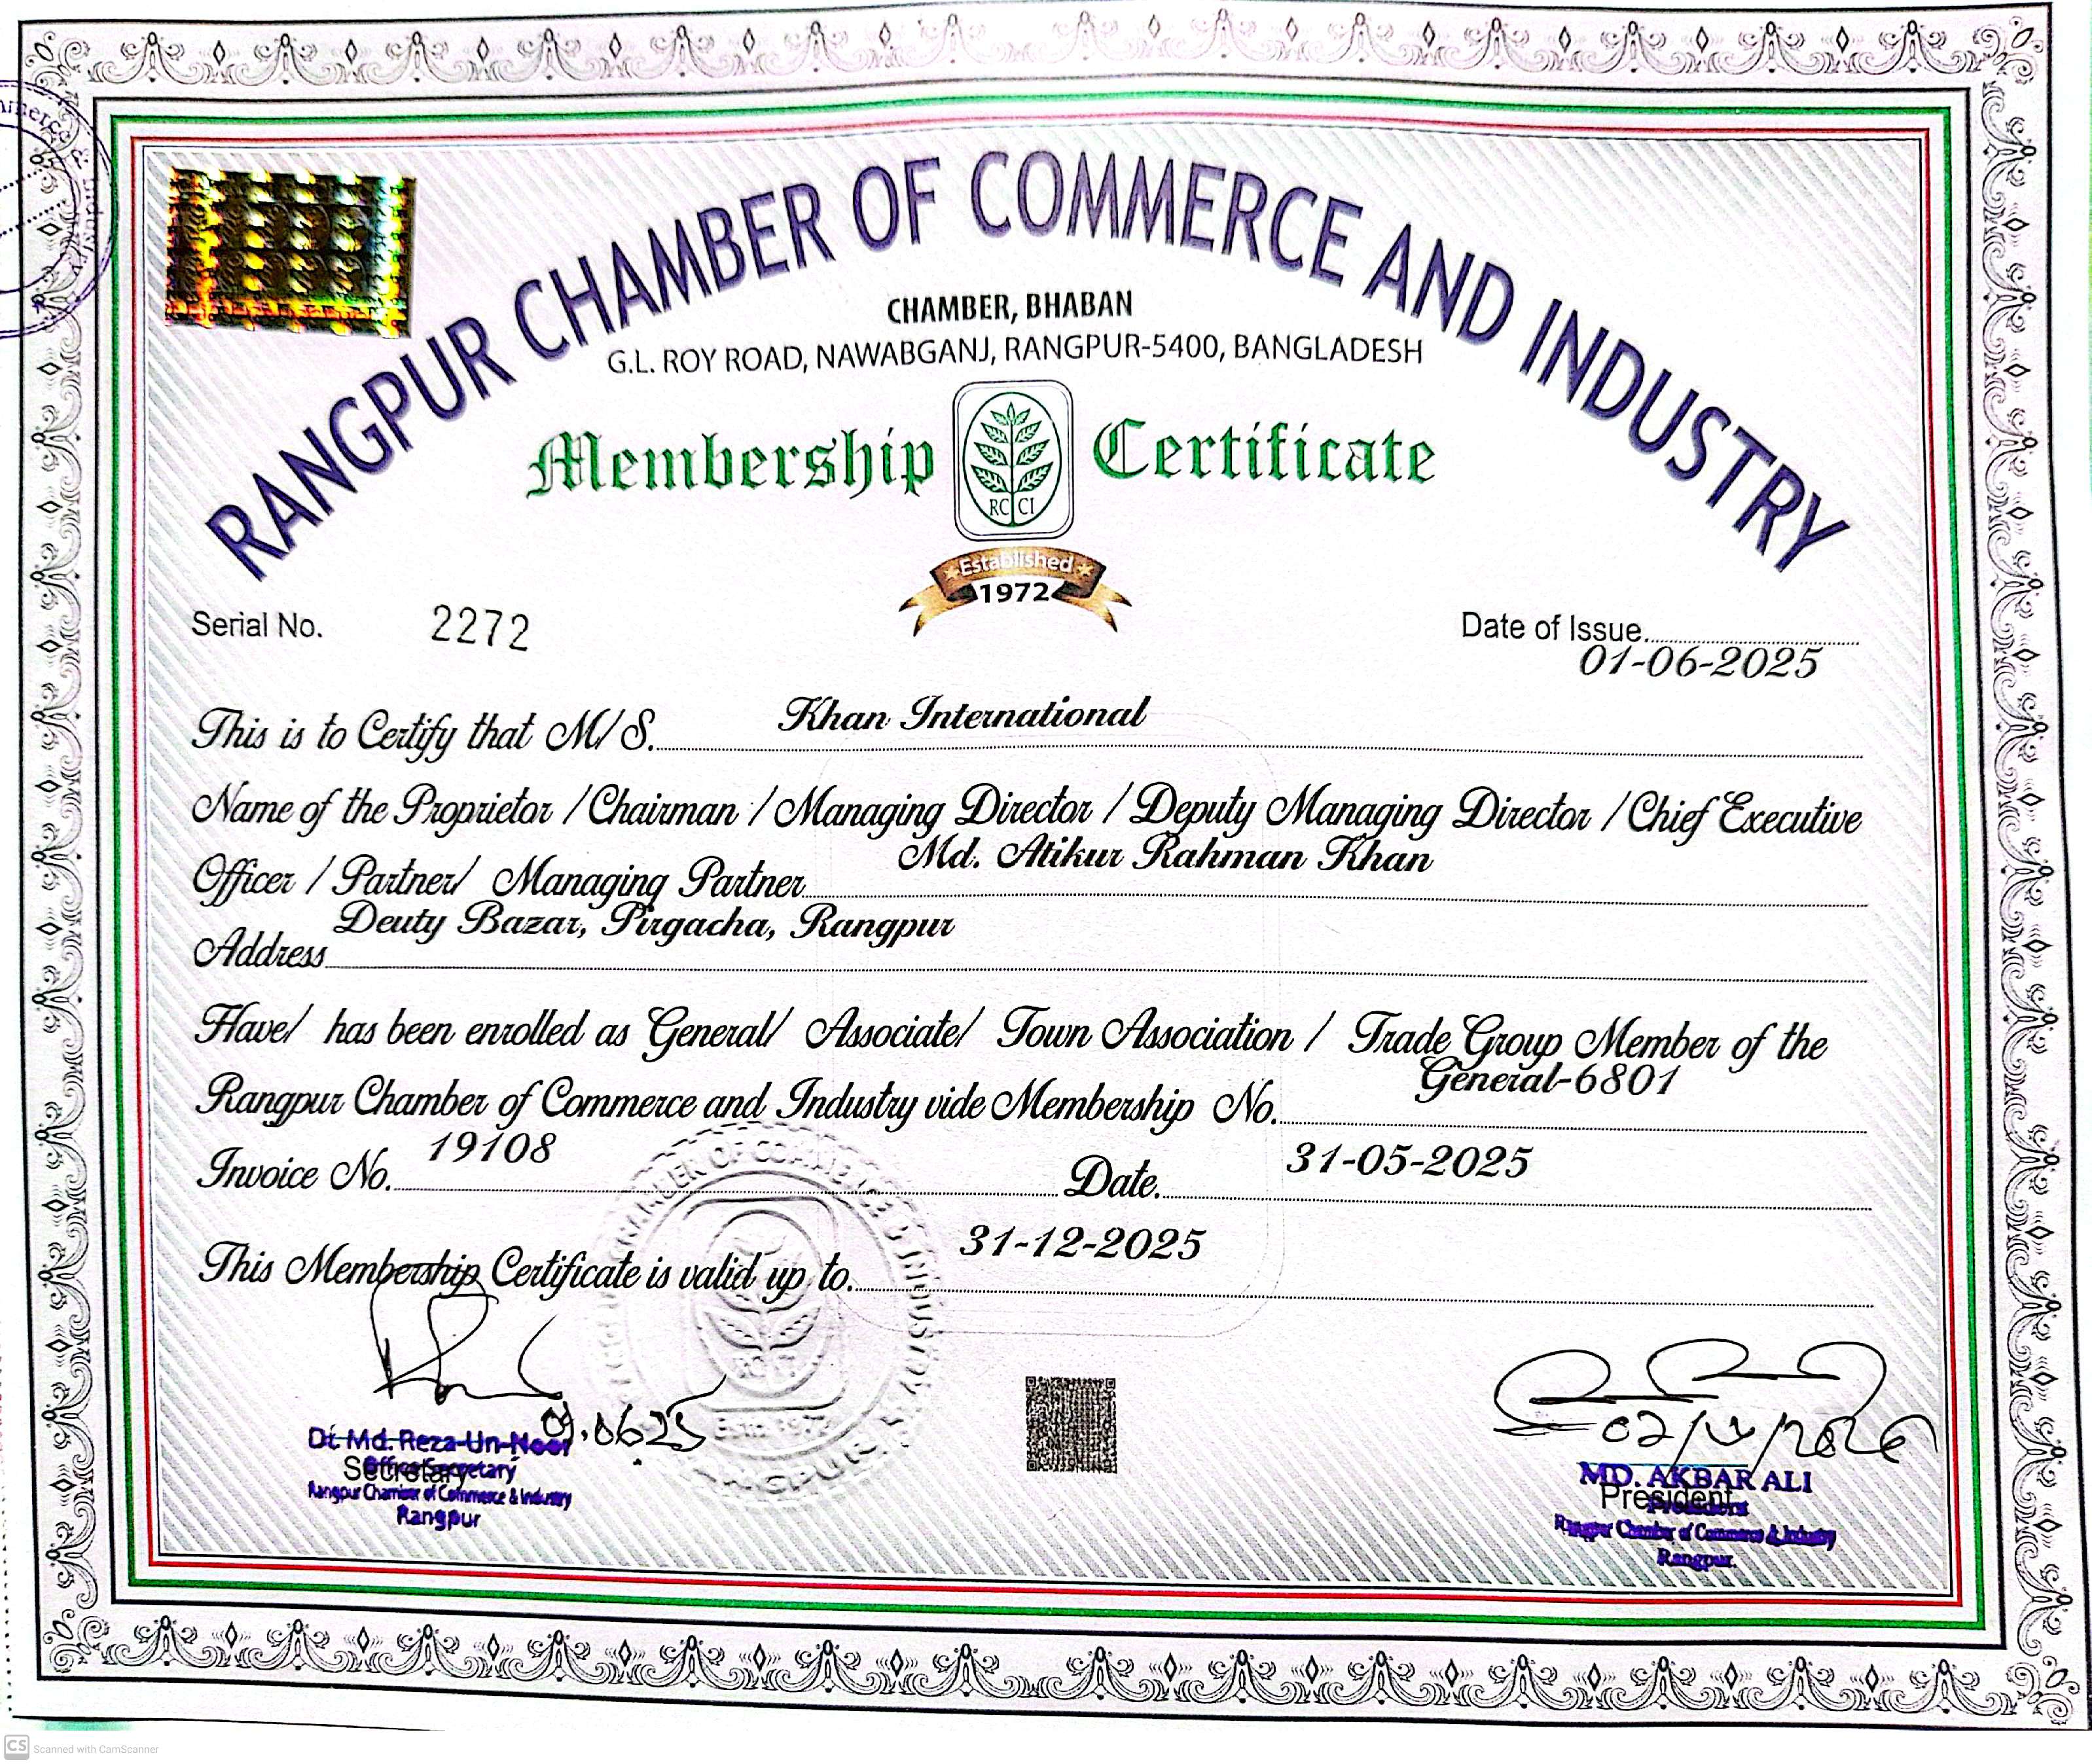 RANGPUR CHAMBER OF COMMERCE AND INDUSTRY
CHAMBER, BHABAN
G.L. ROY ROAD, NAWABGANJ, RANGPUR-5400, BANGLADESH
Membership Certificate
RCCI
Established
1972
Serial No. 2272
Date of Issue
01-06-2025
This is to Certify that M/S. Khan International
Name of the Proprietor / Chairman / Managing Director / Deputy Managing Director / Chief Executive
Officer / Partner/ Managing Partner Md. Atikur Rahman Khan
Address Deuty Bazar, Pirgacha, Rangpur
Have/ has been enrolled as General/ Associate/ Town Association / Trade Group Member of the
Rangpur Chamber of Commerce and Industry vide Membership No. General-6801
Invoice No. 19108 Date. 31-05-2025
This Membership Certificate is valid up to. 31-12-2025
Md. Reza-Un-Noor
Secretary
Office Secretary
Rangpur Chamber of Commerce & Industry
Rangpur
MD. AKBAR ALI
President
President
Rangpur Chamber of Commerce & Industry
Rangpur.
CS Scanned with CamScanner